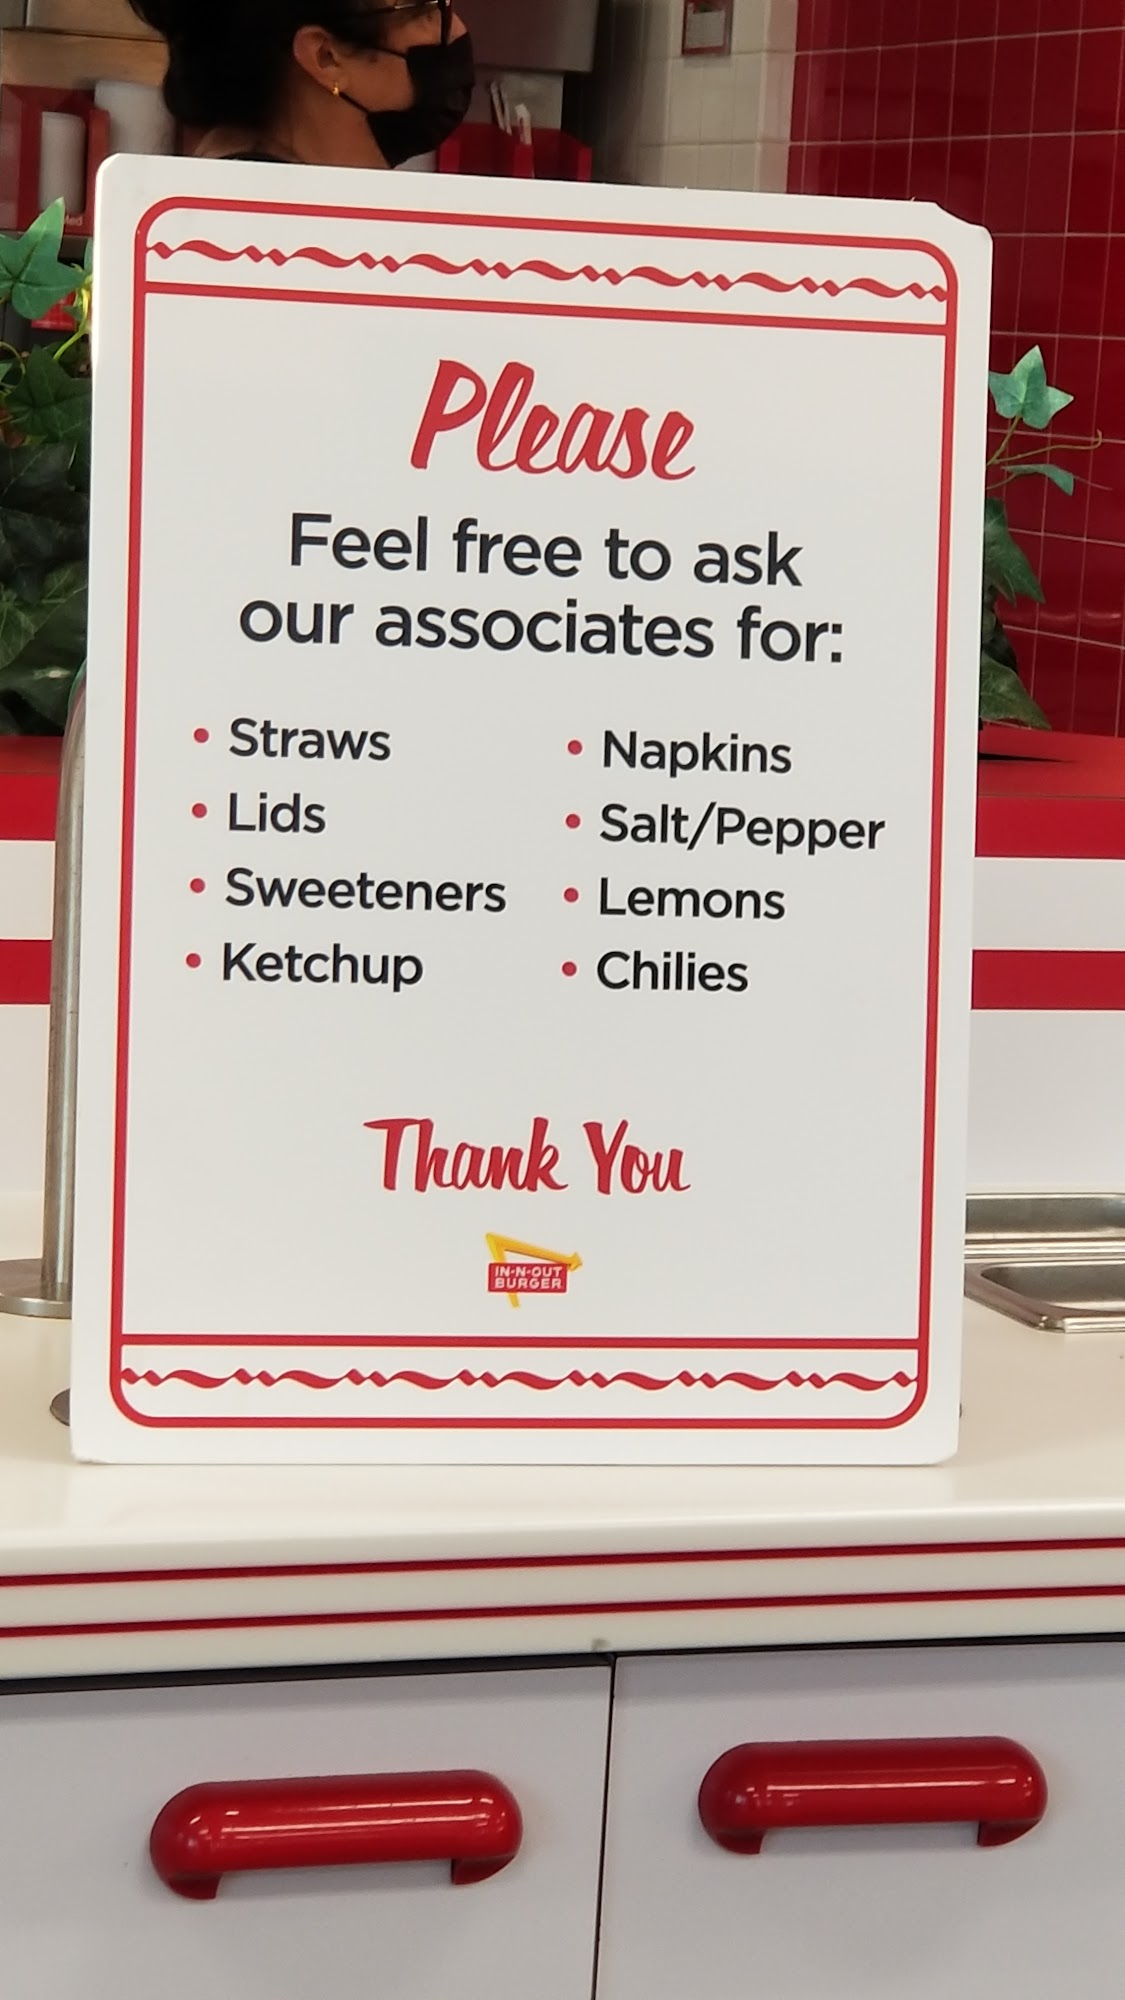 Please
Feel free to ask
our associates for:
• Straws
• Lids
• Sweeteners
• Ketchup
• Napkins
• Salt/Pepper
• Lemons
• Chilies
Thank You
IN-N-OUT
BURGER